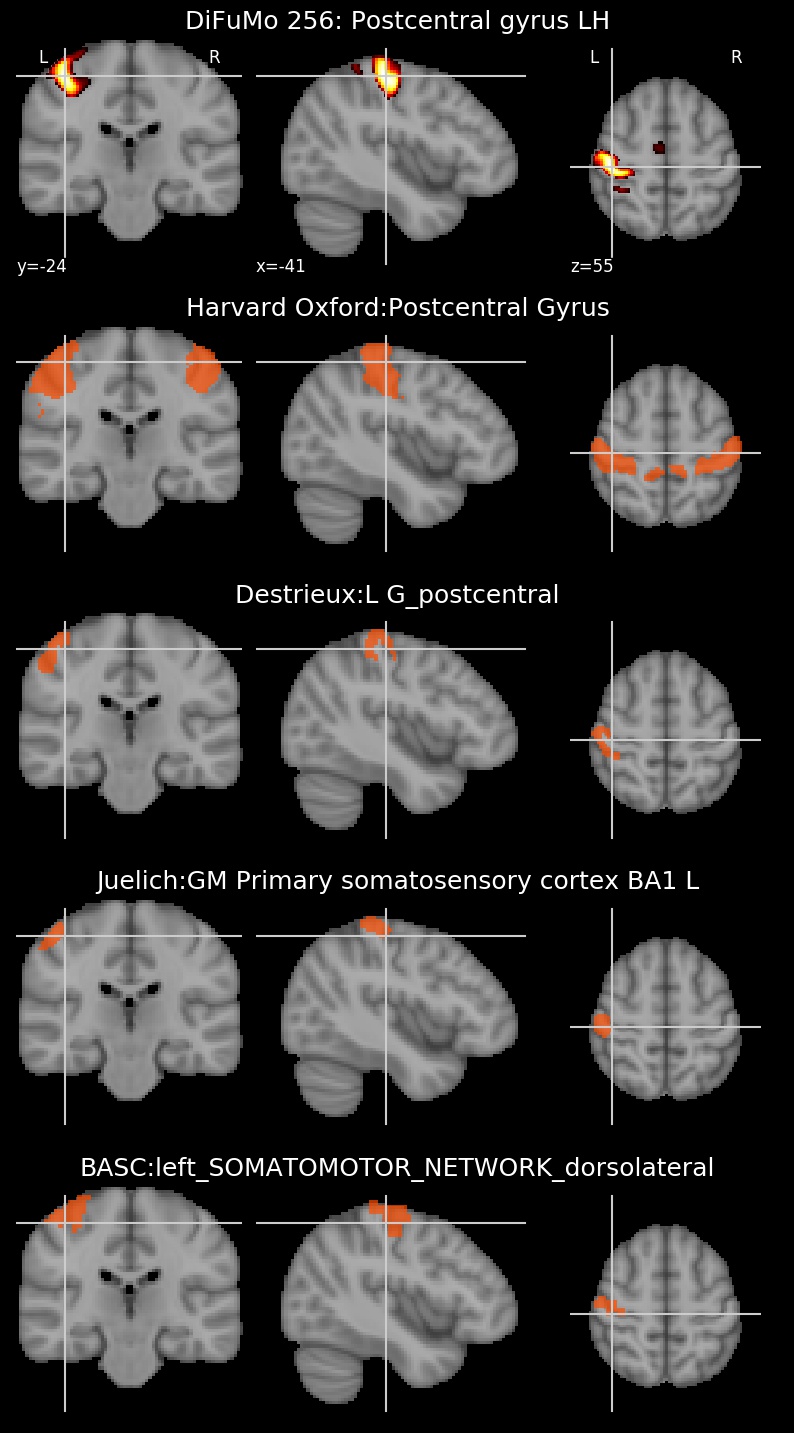 DiFuMo 256: Postcentral gyrus LH
L R L R
y=-24 x=-41 z=55
Harvard Oxford:Postcentral Gyrus
Destrieux:L G_postcentral
Juelich:GM Primary somatosensory cortex BA1 L
BASC:left_SOMATOMOTOR_NETWORK_dorsolateral